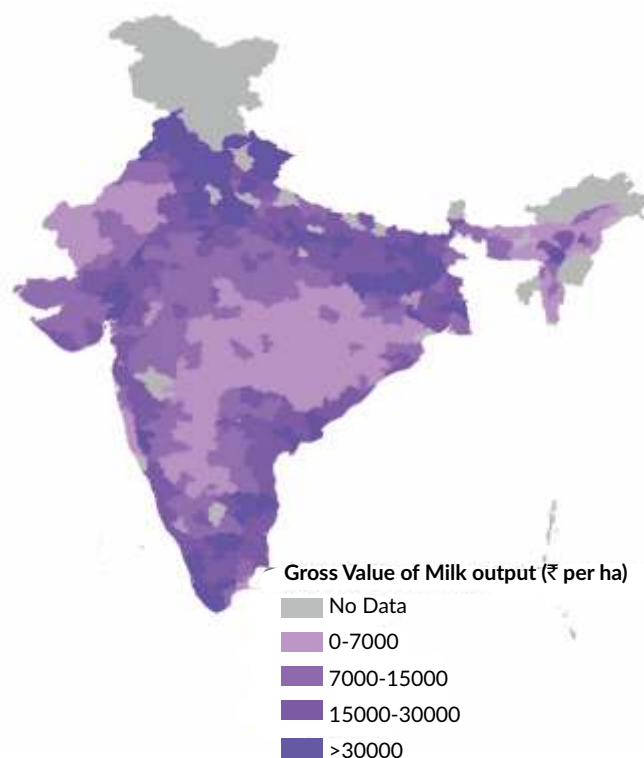 Gross Value of Milk output (₹ per ha)
No Data
0-7000
7000-15000
15000-30000
>30000